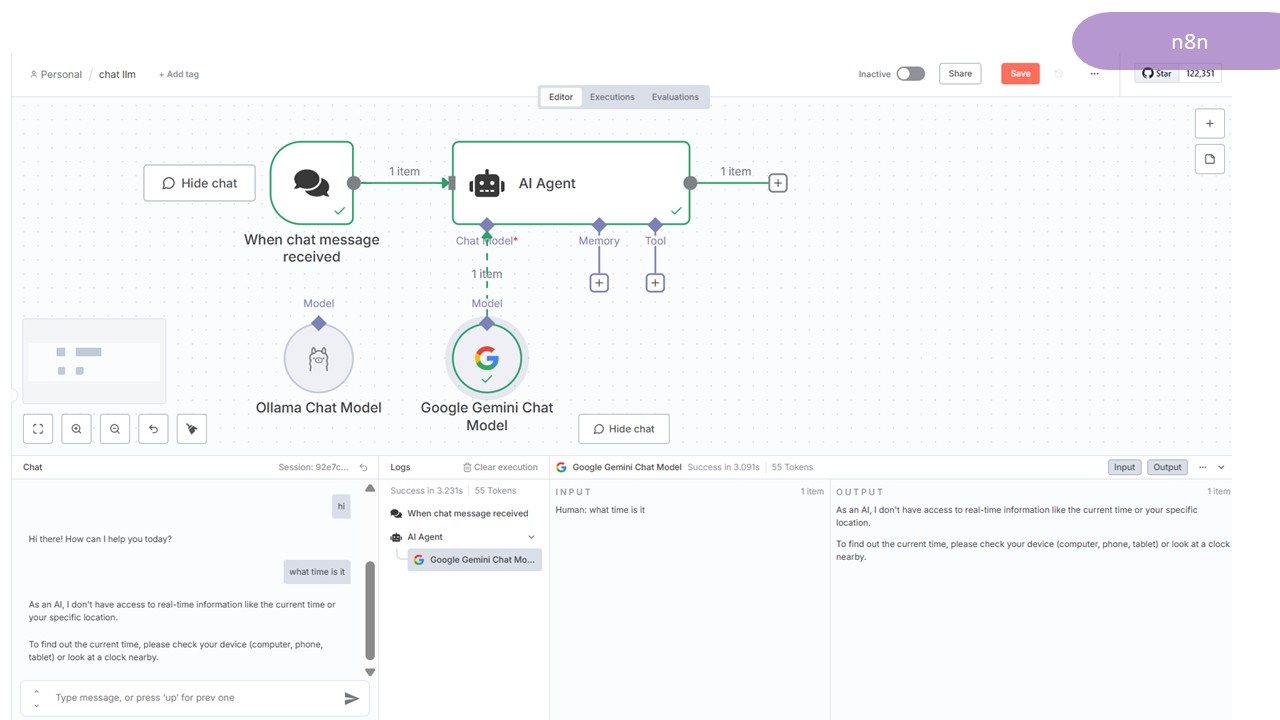 n8n
Personal / chat llm + Add tag
Inactive Share Save ... Star 122,351
Editor Executions Evaluations
Hide chat
1 item
AI Agent
1 item
When chat message
received
Chat Model*
Memory
Tool
1 item
Model
Model
Ollama Chat Model
Google Gemini Chat
Model
Hide chat
Chat Session: 92e7c...
hi
Hi there! How can I help you today?
what time is it
As an AI, I don't have access to real-time information like the current time or
your specific location.
To find out the current time, please check your device (computer, phone,
tablet) or look at a clock nearby.
Type message, or press 'up' for prev one
Logs Clear execution
Success in 3.231s | 55 Tokens
When chat message received
AI Agent
Google Gemini Chat Mo...
Google Gemini Chat Model Success in 3.091s | 55 Tokens
Input Output ...
INPUT 1 item
Human: what time is it
OUTPUT 1 item
As an AI, I don't have access to real-time information like the current time or your specific
location.
To find out the current time, please check your device (computer, phone, tablet) or look at a clock
nearby.